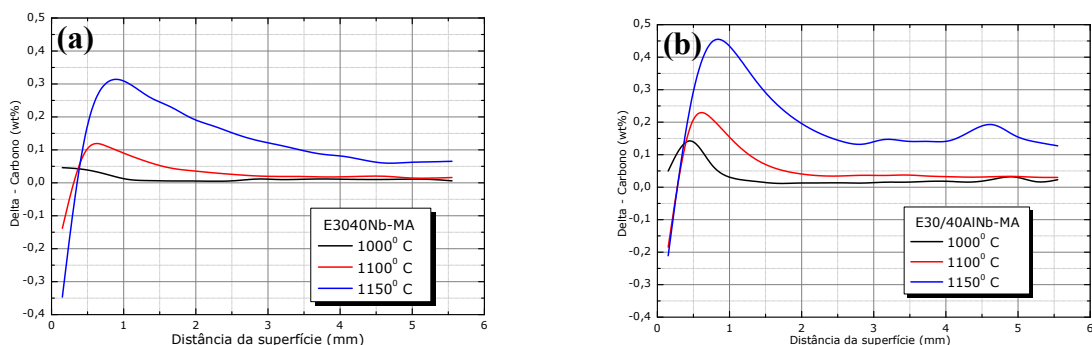 (a)
Delta - Carbono (wt%)
0,5
0,4
0,3
0,2
0,1
0,0
-0,1
-0,2
-0,3
-0,4
E3040Nb-MA
1000⁰ C
1100⁰ C
1150⁰ C
0 1 2 3 4 5 6
Distância da superfície (mm)
(b)
Delta - Carbono (wt%)
0,5
0,4
0,3
0,2
0,1
0,0
-0,1
-0,2
-0,3
-0,4
E30/40AlNb-MA
1000⁰ C
1100⁰ C
1150⁰ C
0 1 2 3 4 5 6
Distância da superfície (mm)